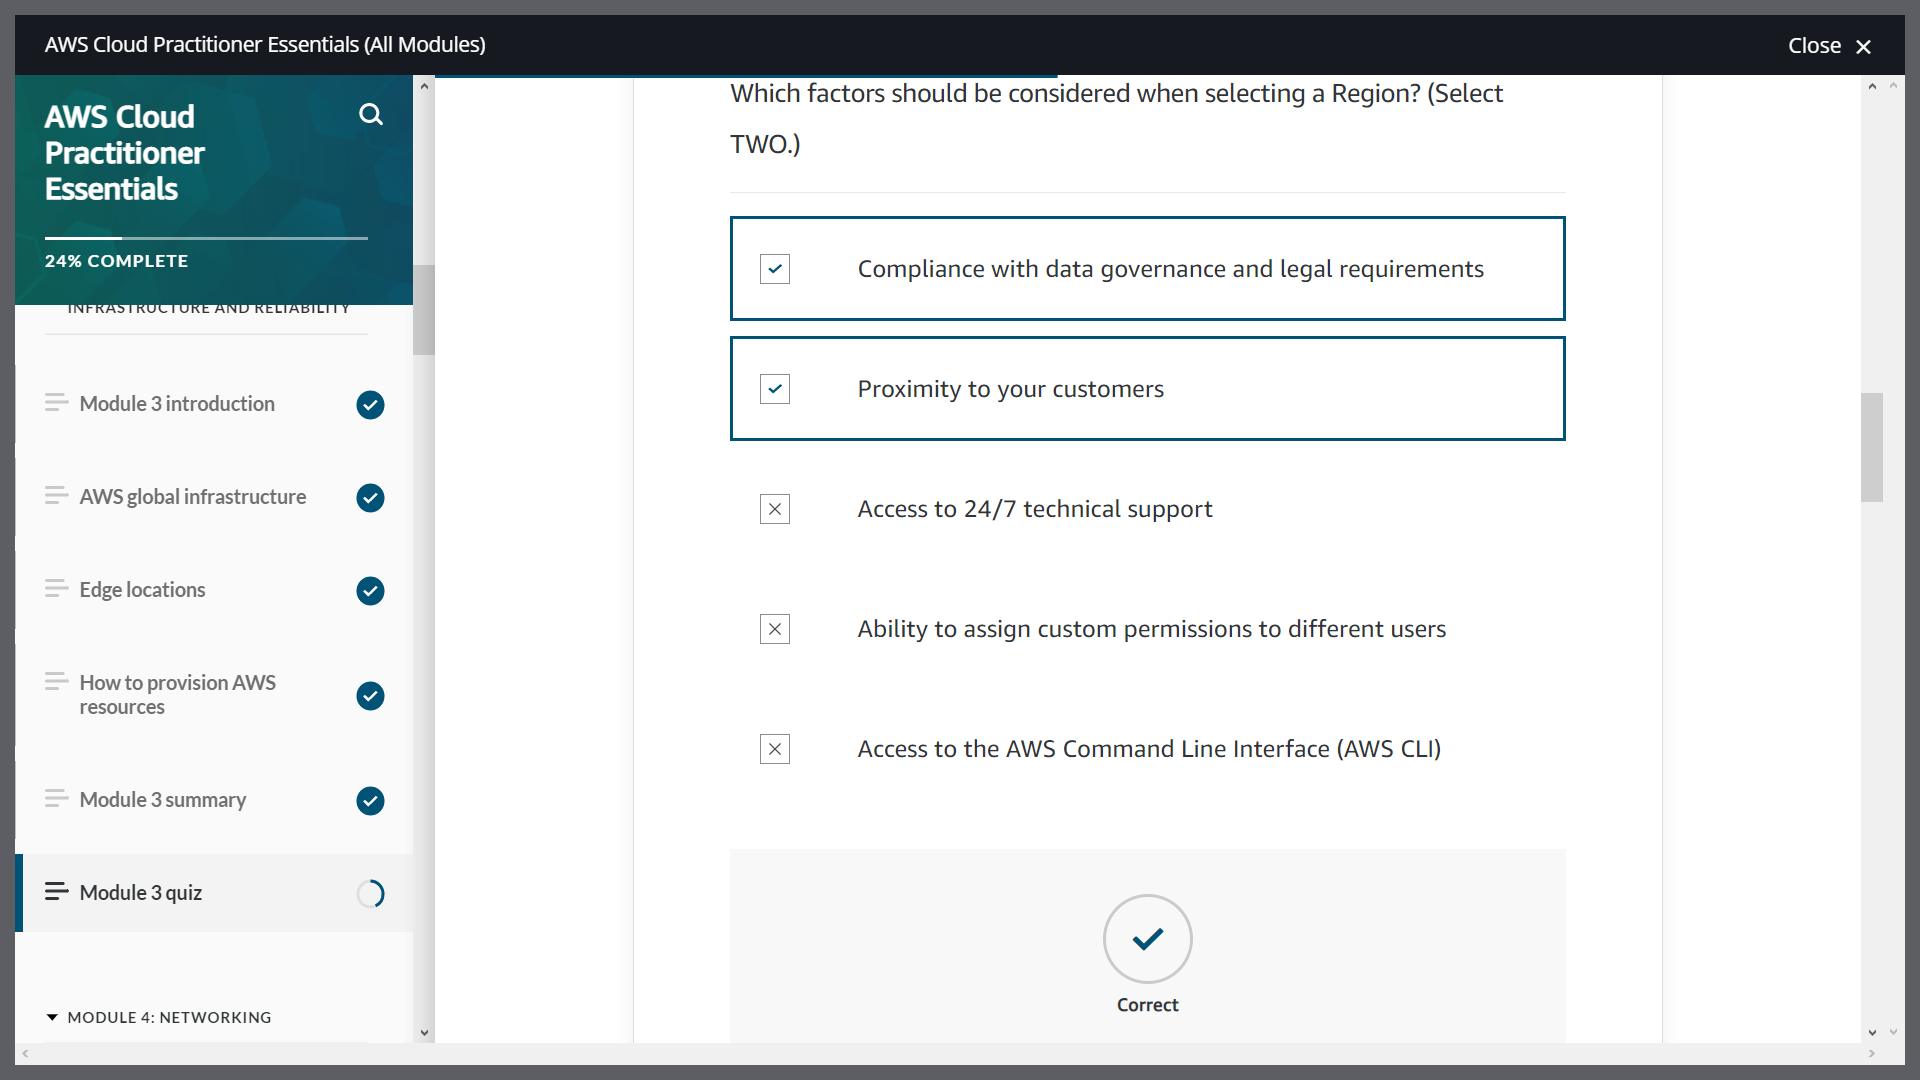 AWS Cloud Practitioner Essentials (All Modules)
Close
AWS Cloud
Practitioner
Essentials
24% COMPLETE
INFRASTRUCTURE AND RELIABILITY
Module 3 introduction
AWS global infrastructure
Edge locations
How to provision AWS
resources
Module 3 summary
Module 3 quiz
MODULE 4: NETWORKING
Which factors should be considered when selecting a Region? (Select
TWO.)
Compliance with data governance and legal requirements
Proximity to your customers
Access to 24/7 technical support
Ability to assign custom permissions to different users
Access to the AWS Command Line Interface (AWS CLI)
Correct